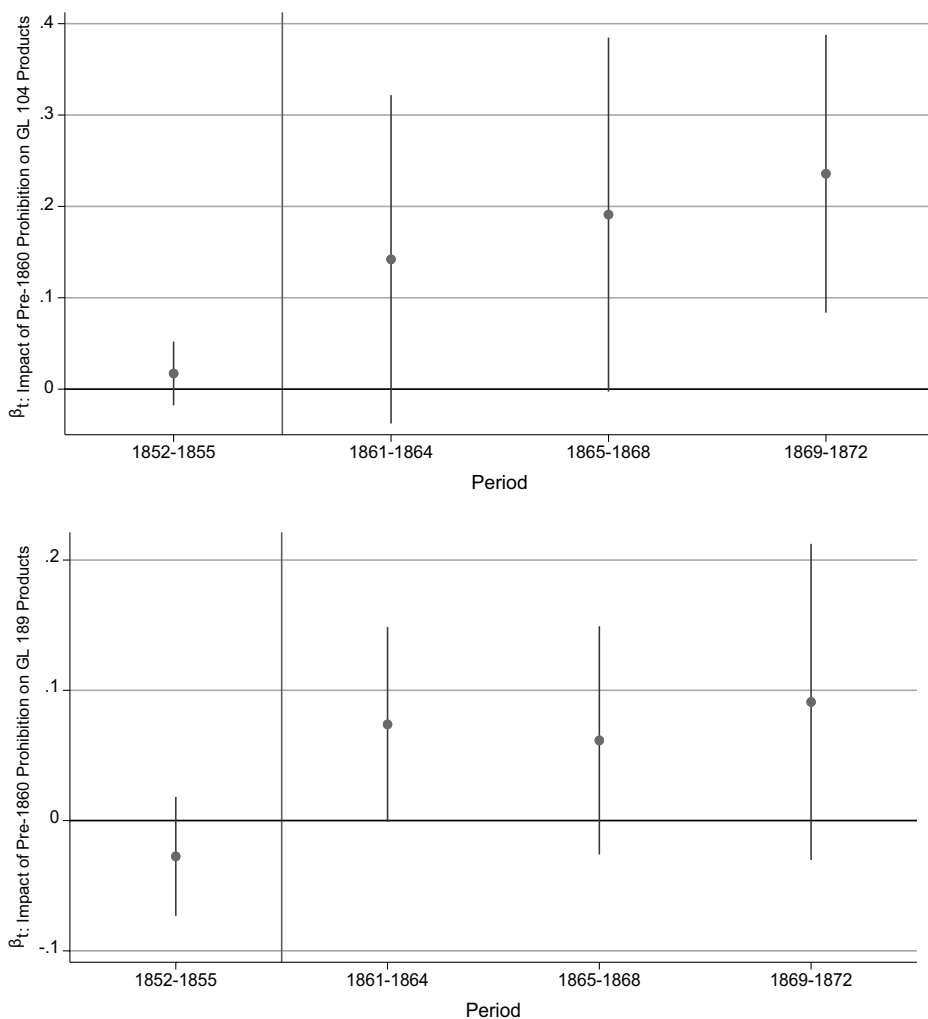 βt: Impact of Pre-1860 Prohibition on GL 104 Products
.4
.3
.2
.1
0
1852-1855 1861-1864 1865-1868 1869-1872
Period
βt: Impact of Pre-1860 Prohibition on GL 189 Products
.2
.1
0
-.1
1852-1855 1861-1864 1865-1868 1869-1872
Period